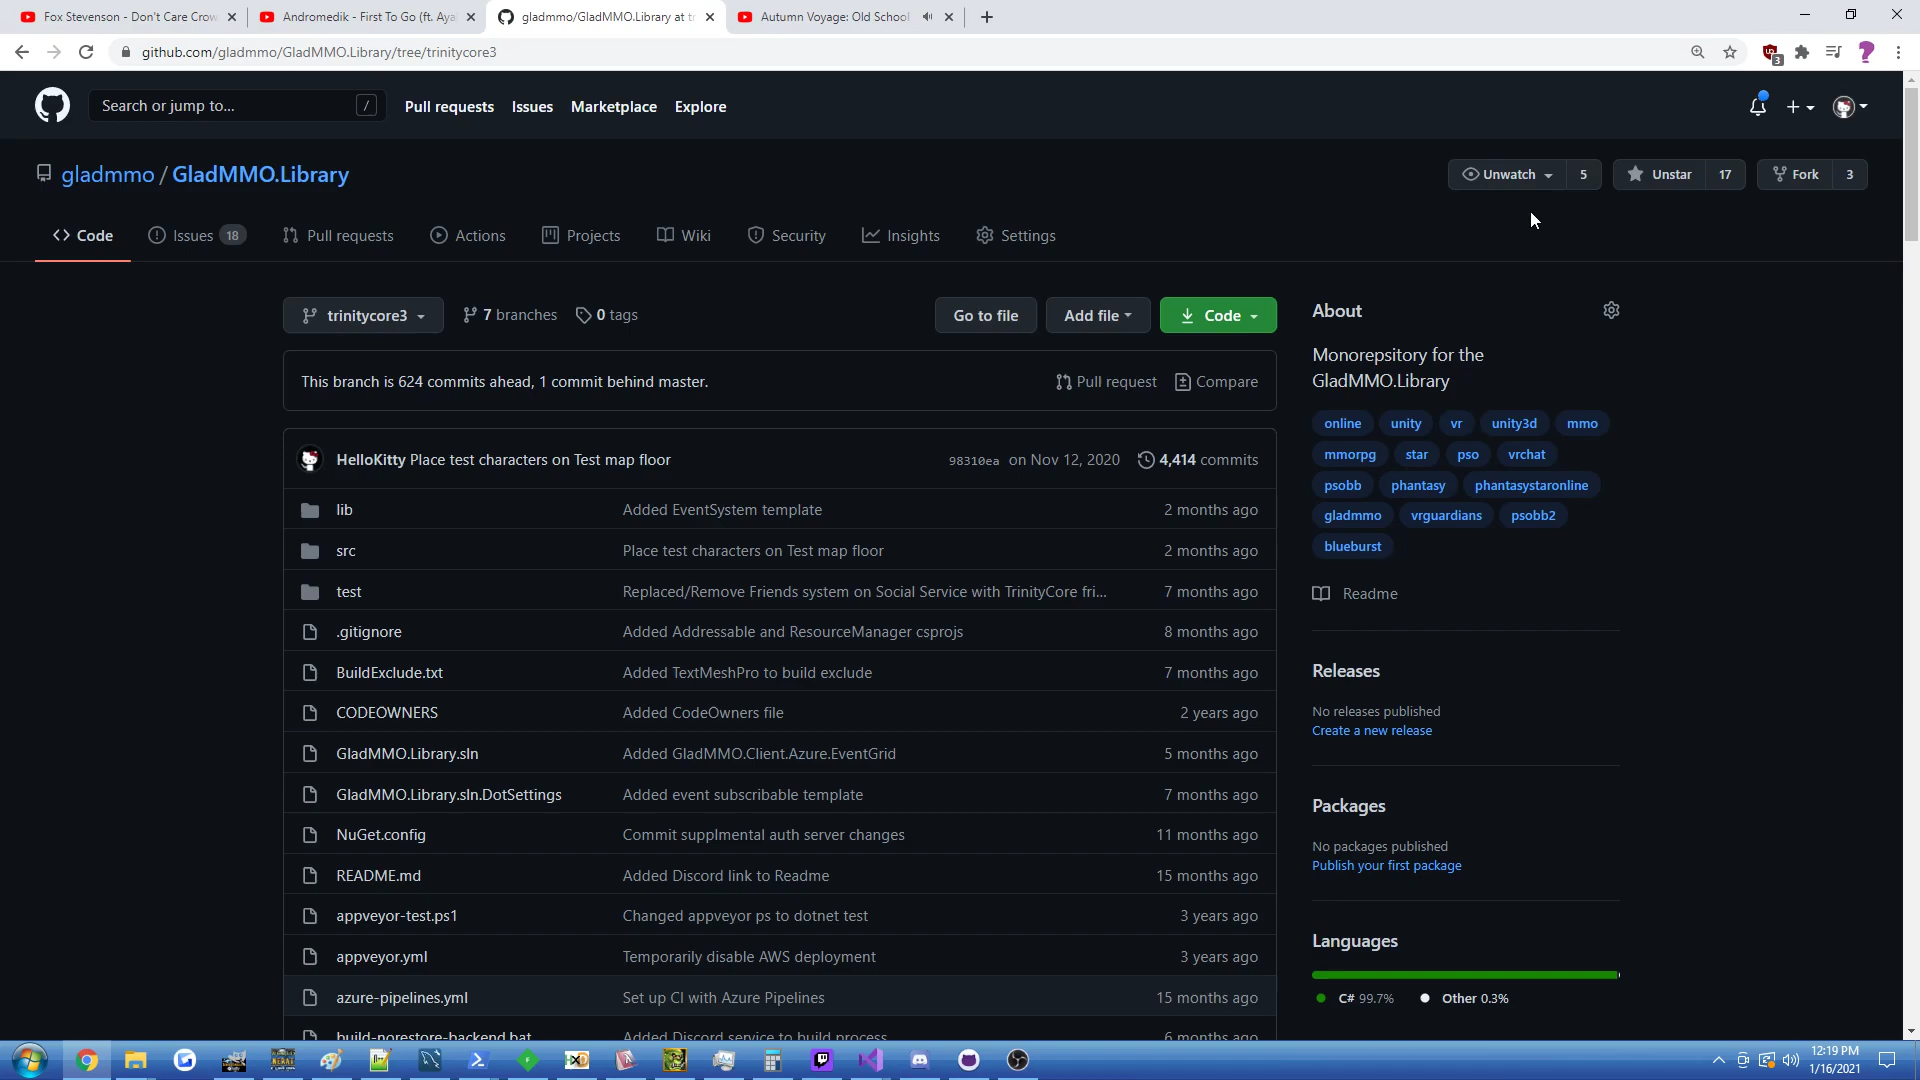 Fox Stevenson - Don't Care Crow
Andromedik - First To Go (ft. Aya
gladmmo/GladMMO.Library at tr
Autumn Voyage: Old School
github.com/gladmmo/GladMMO.Library/tree/trinitycore3
3
Search or jump to...
/
Pull requests
Issues
Marketplace
Explore
gladmmo / GladMMO.Library
Unwatch
5
Unstar
17
Fork
3
Code
Issues
18
Pull requests
Actions
Projects
Wiki
Security
Insights
Settings
trinitycore3
7 branches
0 tags
Go to file
Add file
Code
This branch is 624 commits ahead, 1 commit behind master.
Pull request
Compare
HelloKitty Place test characters on Test map floor
98310ea on Nov 12, 2020
4,414 commits
lib
Added EventSystem template
2 months ago
src
Place test characters on Test map floor
2 months ago
test
Replaced/Remove Friends system on Social Service with TrinityCore fri...
7 months ago
.gitignore
Added Addressable and ResourceManager csprojs
8 months ago
BuildExclude.txt
Added TextMeshPro to build exclude
7 months ago
CODEOWNERS
Added CodeOwners file
2 years ago
GladMMO.Library.sln
Added GladMMO.Client.Azure.EventGrid
5 months ago
GladMMO.Library.sln.DotSettings
Added event subscribable template
7 months ago
NuGet.config
Commit supplmental auth server changes
11 months ago
README.md
Added Discord link to Readme
15 months ago
appveyor-test.ps1
Changed appveyor ps to dotnet test
3 years ago
appveyor.yml
Temporarily disable AWS deployment
3 years ago
azure-pipelines.yml
Set up CI with Azure Pipelines
15 months ago
build-norestore-backend.bat
Added Discord service to build process
6 months ago
About
Monorepsitory for the
GladMMO.Library
online
unity
vr
unity3d
mmo
mmorpg
star
pso
vrchat
psobb
phantasy
phantasystaronline
gladmmo
vrguardians
psobb2
blueburst
Readme
Releases
No releases published
Create a new release
Packages
No packages published
Publish your first package
Languages
C# 99.7%
Other 0.3%
12:19 PM
1/16/2021